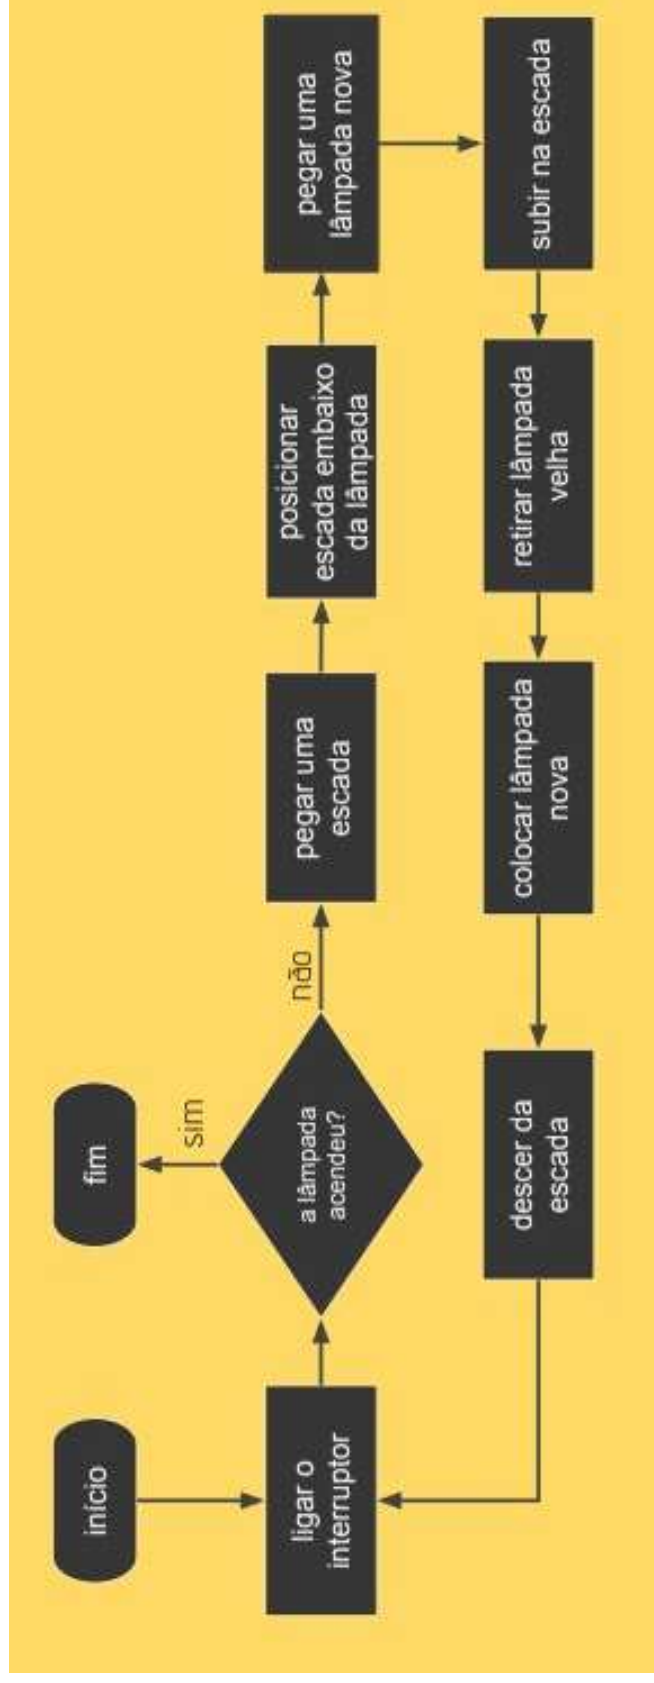 início
ligar o
interruptor
a lâmpada
acendeu?
sim
fim
não
pegar uma
escada
posicionar
escada embaixo
da lâmpada
pegar uma
lâmpada nova
subir na escada
retirar lâmpada
velha
colocar lâmpada
nova
descer da
escada